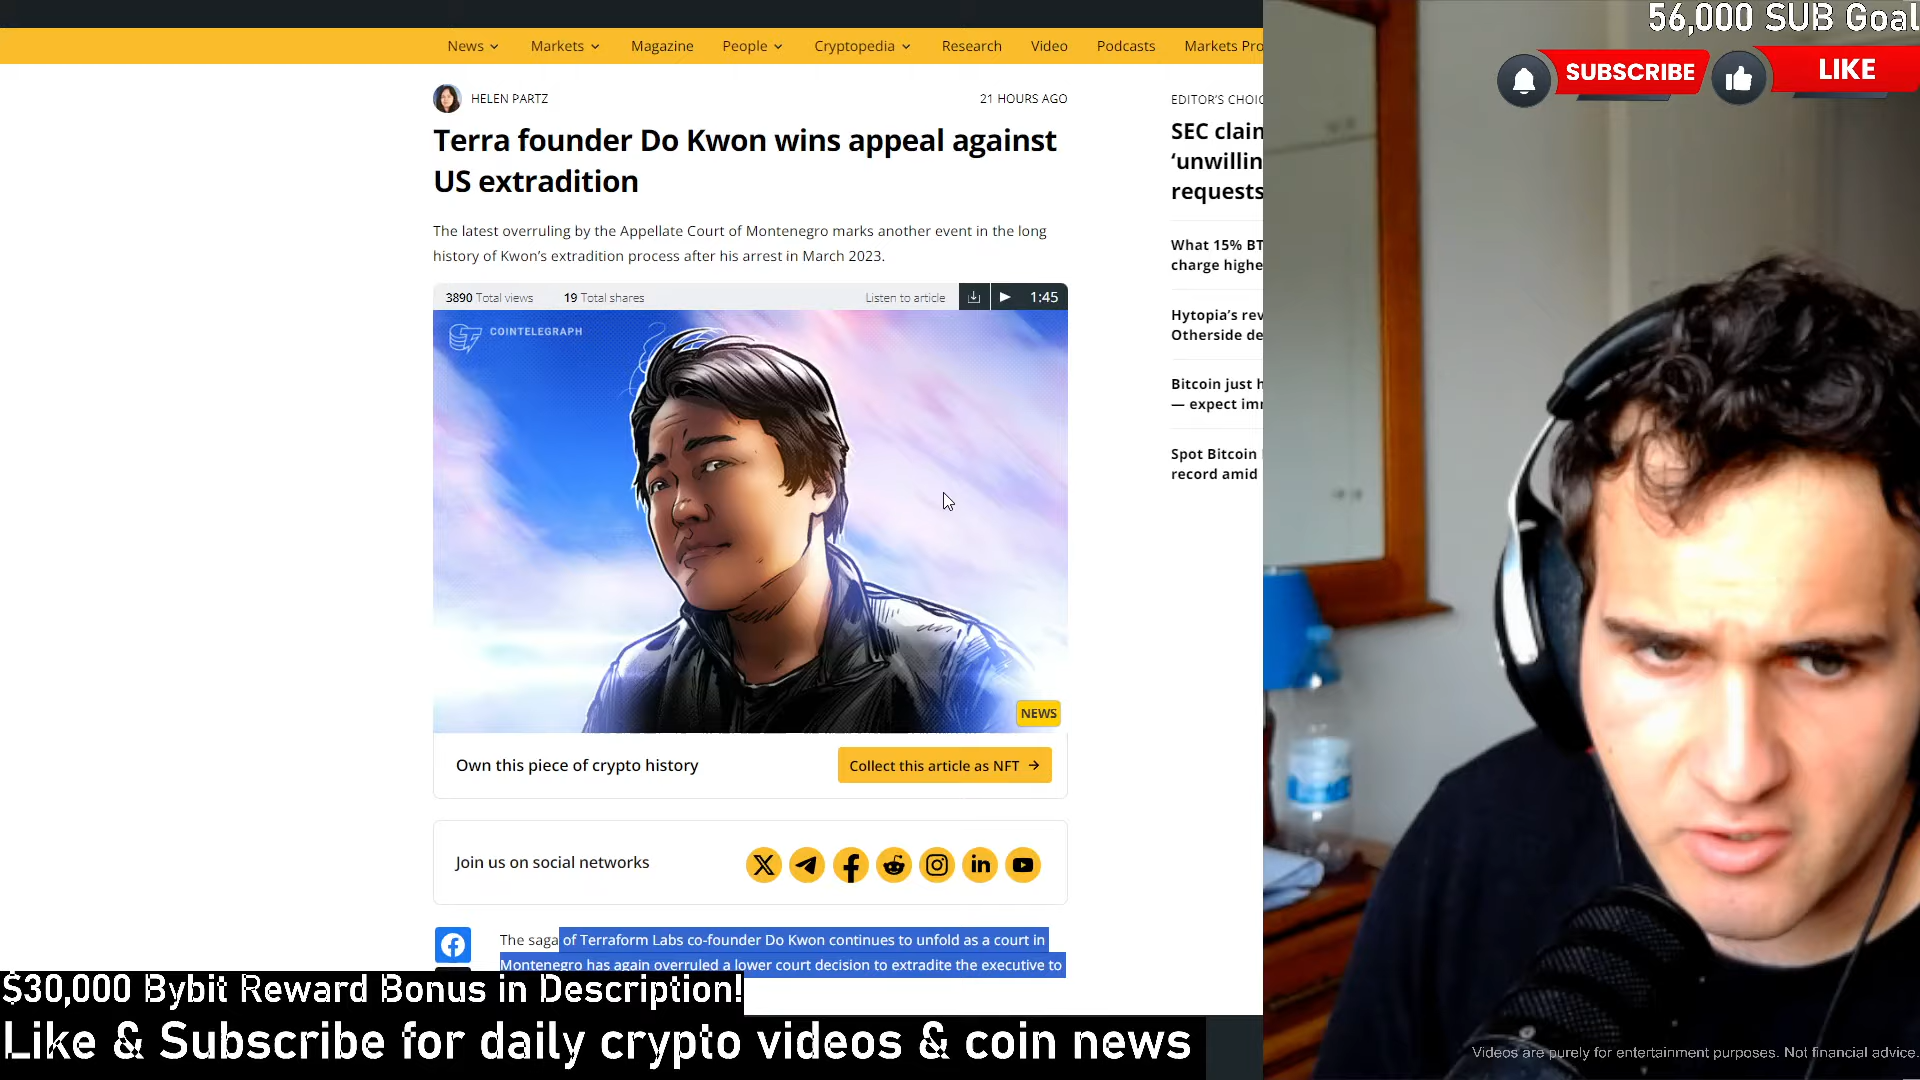 56,000 SUB Goal
News
Markets
Magazine
People
Cryptopedia
Research
Video
Podcasts
Markets Pro
SUBSCRIBE
LIKE
HELEN PARTZ
21 HOURS AGO
Terra founder Do Kwon wins appeal against
US extradition
The latest overruling by the Appellate Court of Montenegro marks another event in the long
history of Kwon's extradition process after his arrest in March 2023.
3890 Total views
19 Total shares
Listen to article
1:45
COINTELEGRAPH
NEWS
Own this piece of crypto history
Collect this article as NFT →
Join us on social networks
The saga of Terraform Labs co-founder Do Kwon continues to unfold as a court in
Montenegro has again overruled a lower court decision to extradite the executive to
EDITOR'S CHOIC
SEC claim
'unwillin
requests
What 15% BT
charge highe
Hytopia's rev
Otherside de
Bitcoin just h
— expect im
Spot Bitcoin
record amid
$30,000 Bybit Reward Bonus in Description!
Like & Subscribe for daily crypto videos & coin news
Videos are purely for entertainment purposes. Not financial advice.